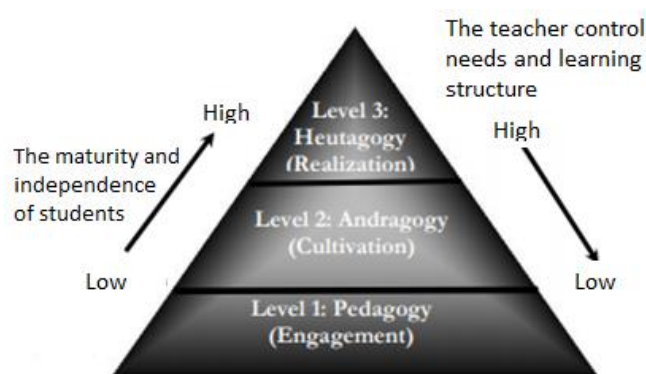 The teacher control
needs and learning
structure
High
High
Level 3:
Heutagogy
(Realization)
The maturity and
independence
of students
Level 2: Andragogy
(Cultivation)
Low
Low
Level 1: Pedagogy
(Engagement)